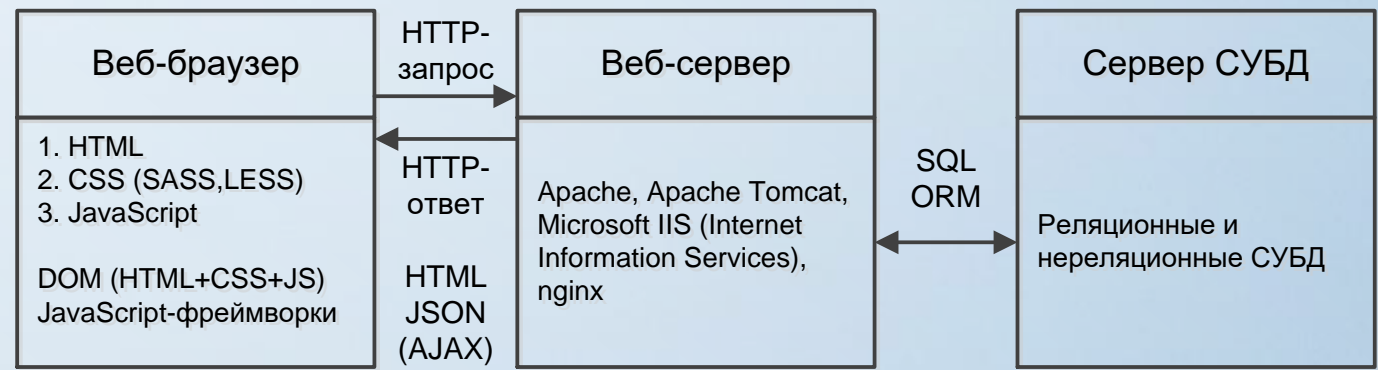 Веб-браузер
1. HTML
2. CSS (SASS,LESS)
3. JavaScript
DOM (HTML+CSS+JS)
JavaScript-фреймворки
HTTP-
запрос
HTTP-
ответ
HTML
JSON
(AJAX)
Веб-сервер
Apache, Apache Tomcat,
Microsoft IIS (Internet
Information Services),
nginx
SQL
ORM
Сервер СУБД
Реляционные и
нереляционные СУБД